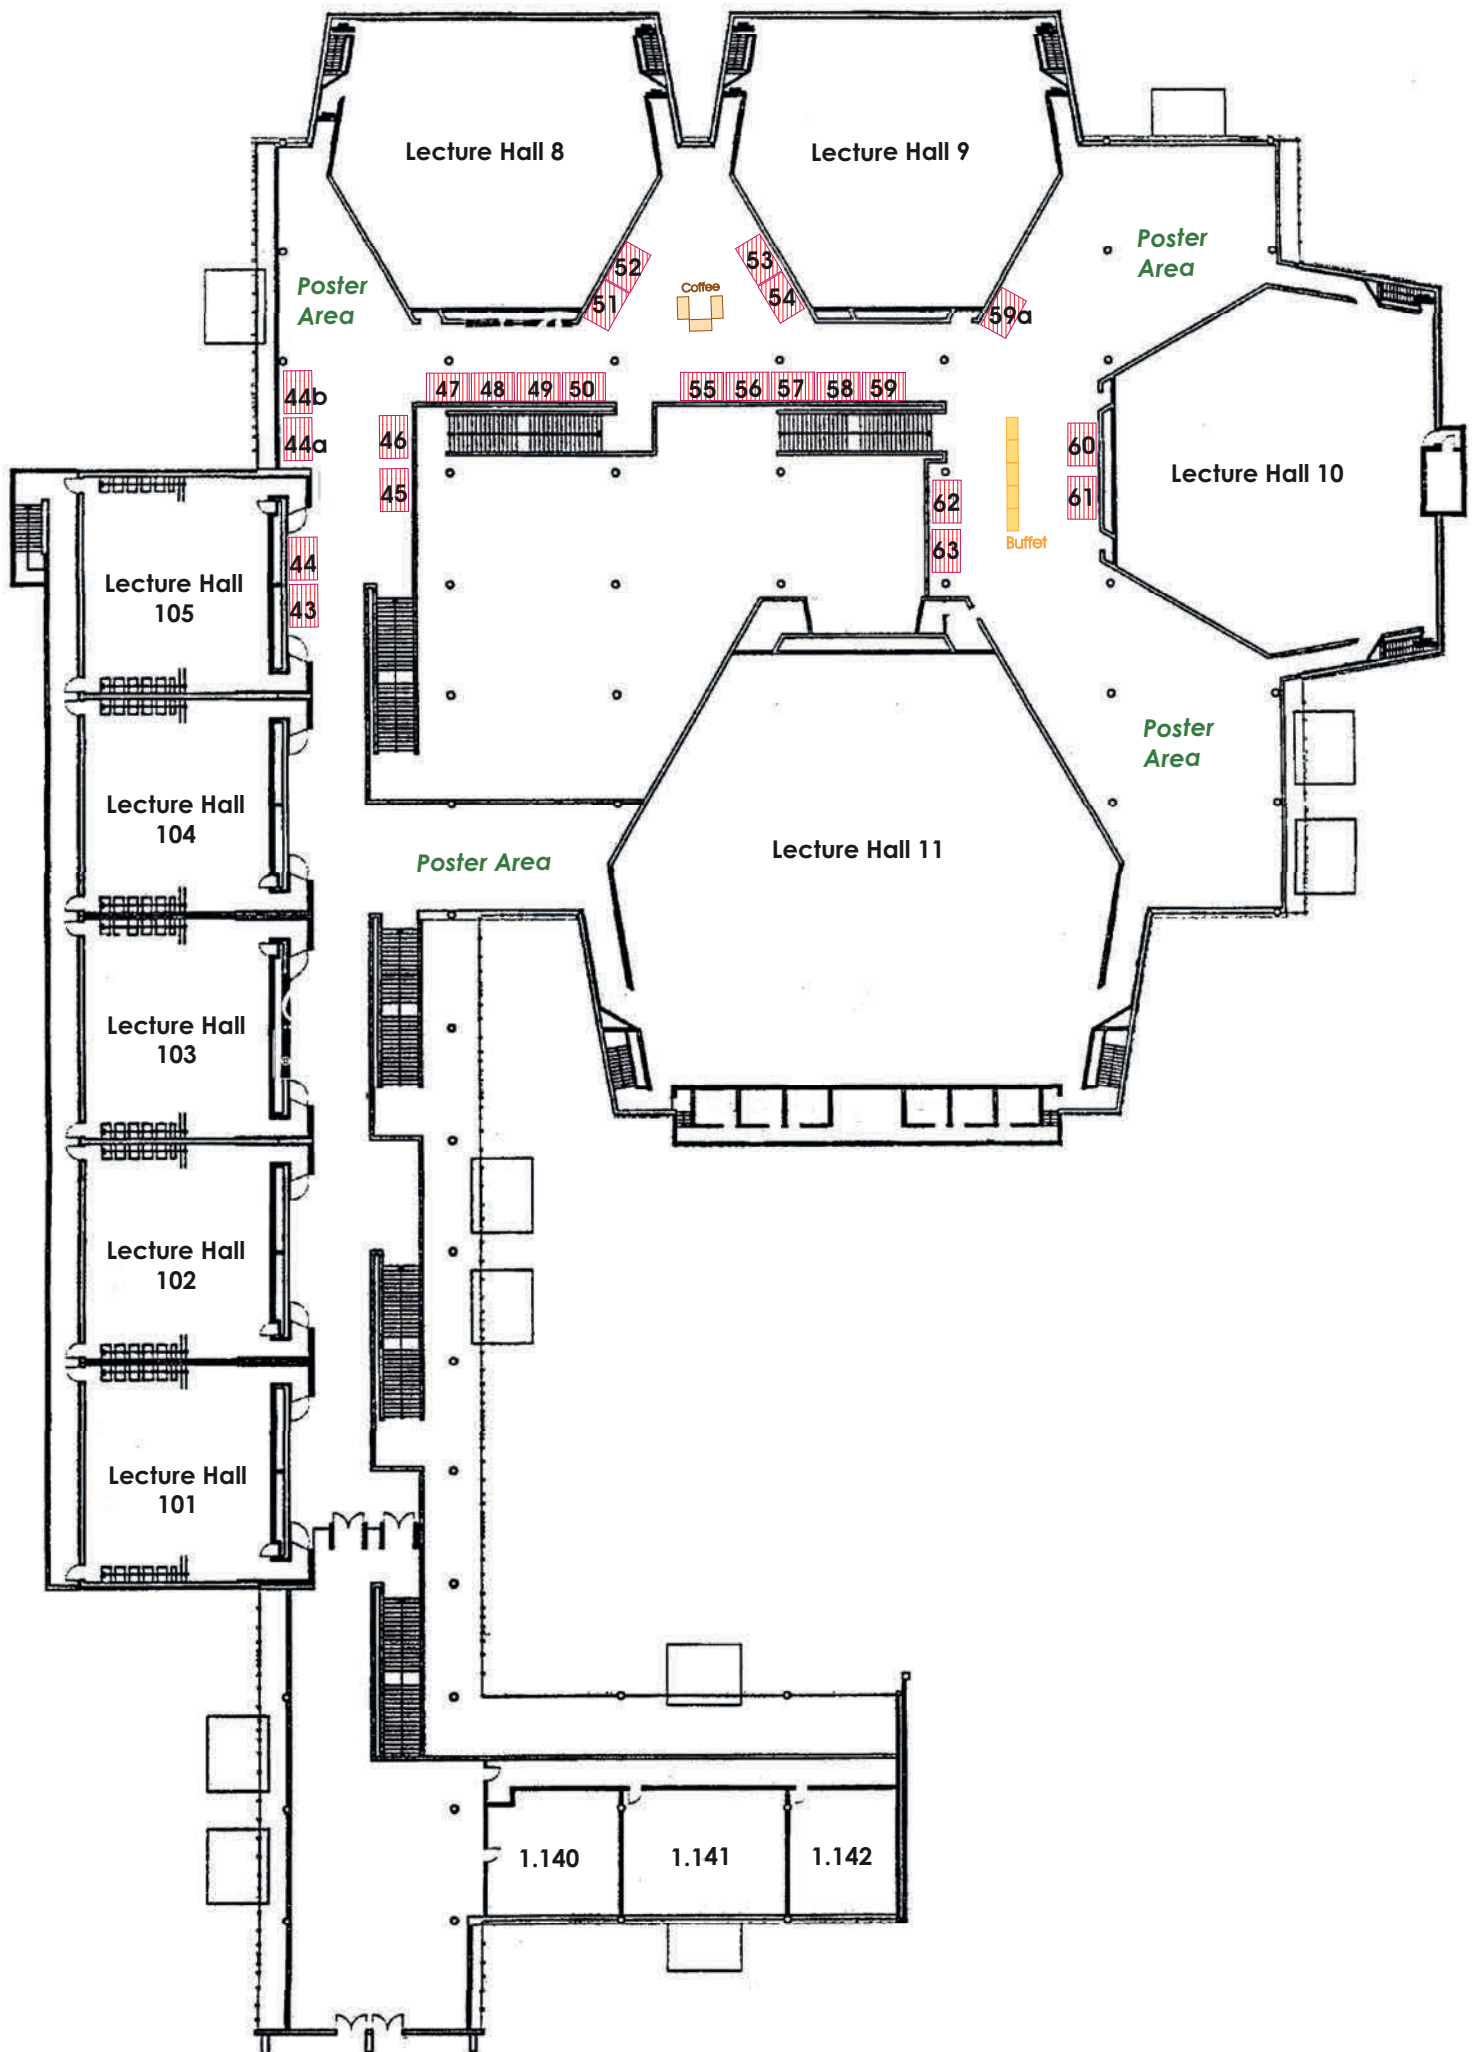 Lecture Hall 8
Lecture Hall 9
Poster
Area
52
51
53
54
Coffee
Poster
Area
59a
44b
44a
47
48
49
50
55
56
57
58
59
46
45
60
61
Lecture Hall 10
62
63
Buffet
44
43
Lecture Hall
105
Poster
Area
Lecture Hall
104
Poster Area
Lecture Hall 11
Lecture Hall
103
Lecture Hall
102
Lecture Hall
101
1.140
1.141
1.142